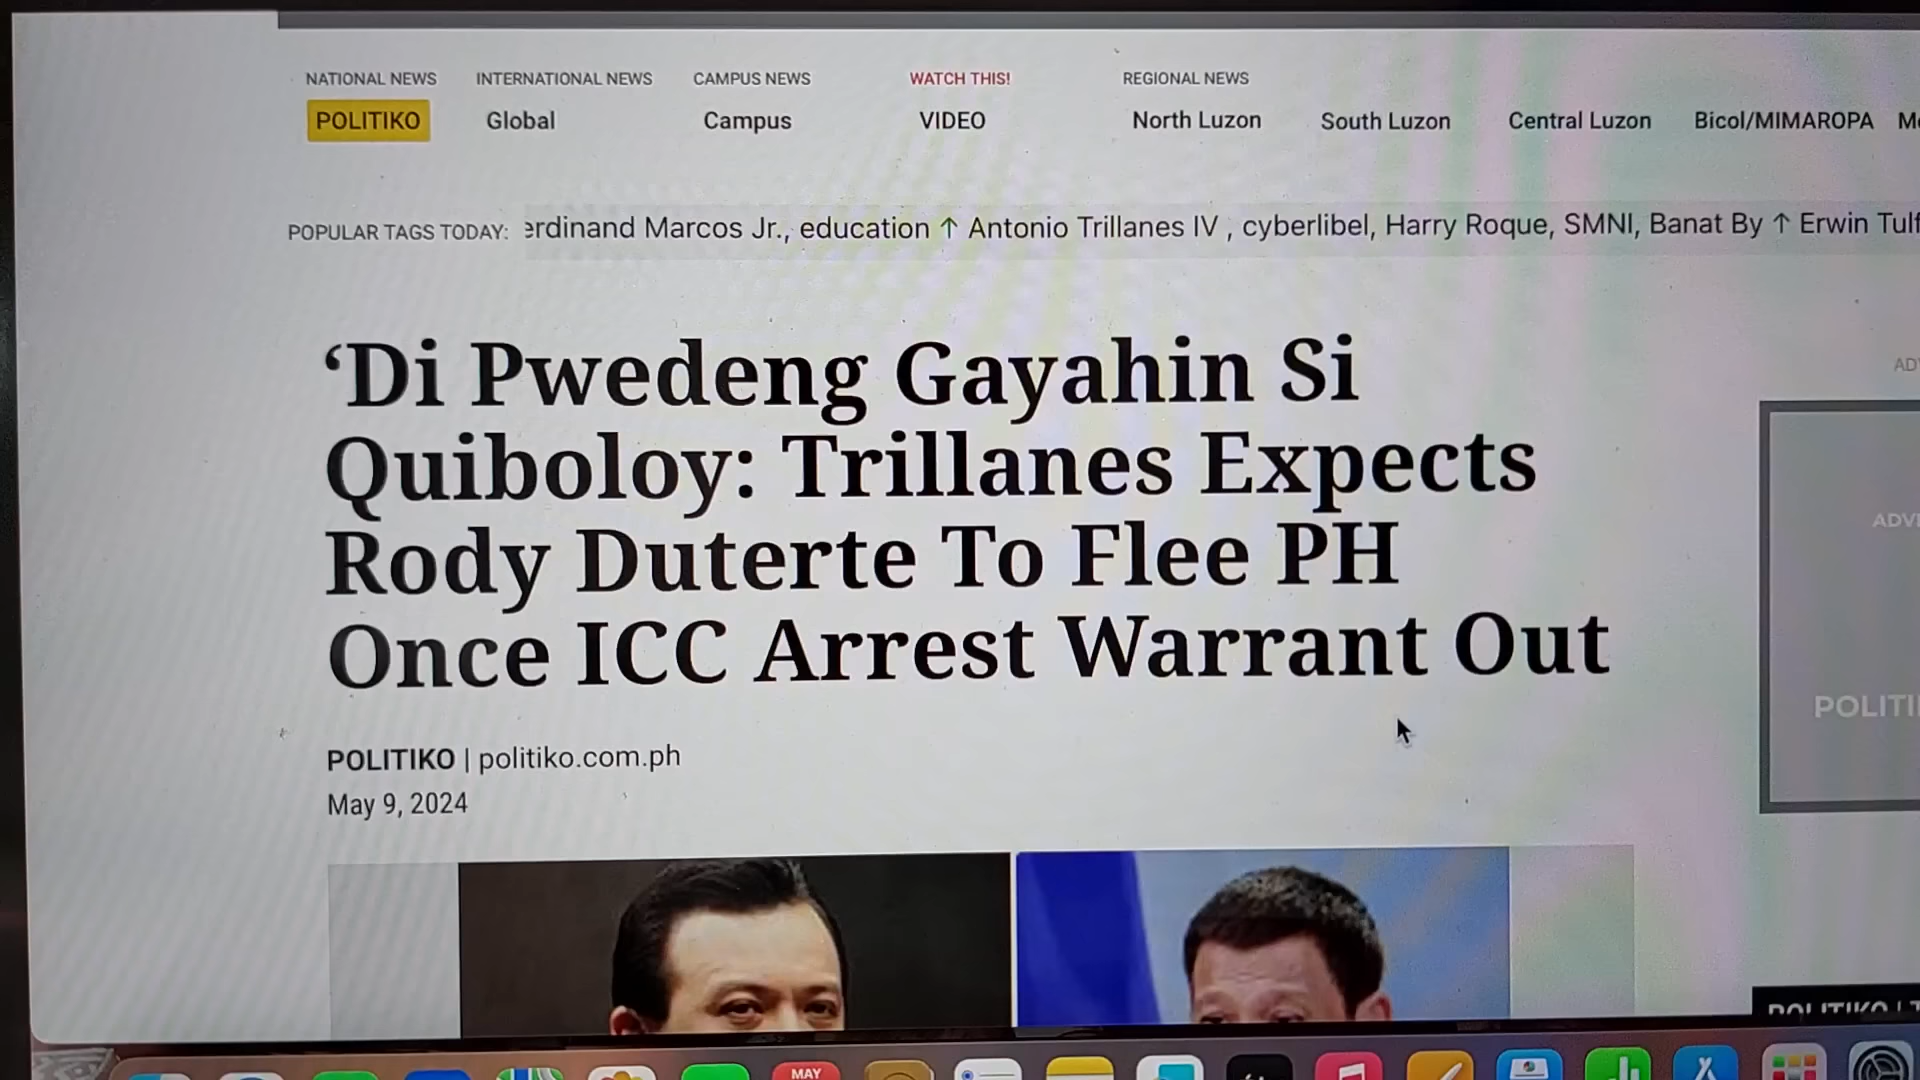 NATIONAL NEWS INTERNATIONAL NEWS CAMPUS NEWS WATCH THIS! REGIONAL NEWS
POLITIKO Global Campus VIDEO North Luzon South Luzon Central Luzon Bicol/MIMAROPA
POPULAR TAGS TODAY: erdinand Marcos Jr., education ↑ Antonio Trillanes IV , cyberlibel, Harry Roque, SMNI, Banat By ↑ Erwin Tulf
‘Di Pwedeng Gayahin Si
Quiboloy: Trillanes Expects
Rody Duterte To Flee PH
Once ICC Arrest Warrant Out
POLITIKO | politiko.com.ph
May 9, 2024
MAY